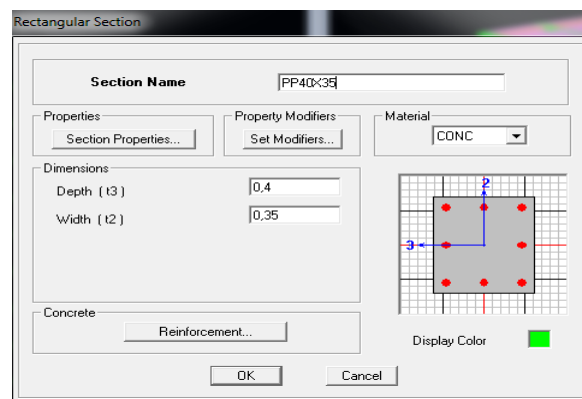 Rectangular Section
Section Name PP40X35
Properties Property Modifiers Material
Section Properties... Set Modifiers... CONC
Dimensions
Depth ( t3 ) 0,4
Width ( t2 ) 0,35
2
3
Concrete
Reinforcement...
Display Color
OK Cancel